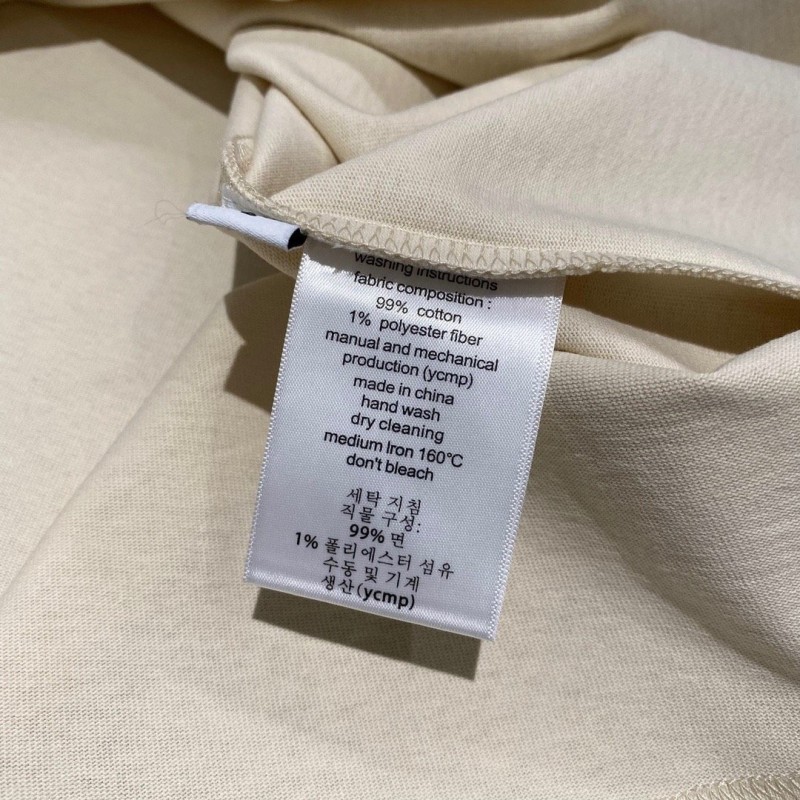 washing instructions
fabric composition :
99% cotton
1% polyester fiber
manual and mechanical
production (ycmp)
made in china
hand wash
dry cleaning
medium Iron 160℃
don't bleach
세탁 지침
직물 구성:
99% 면
1% 폴리에스터 섬유
수동 및 기계
생산(ycmp)